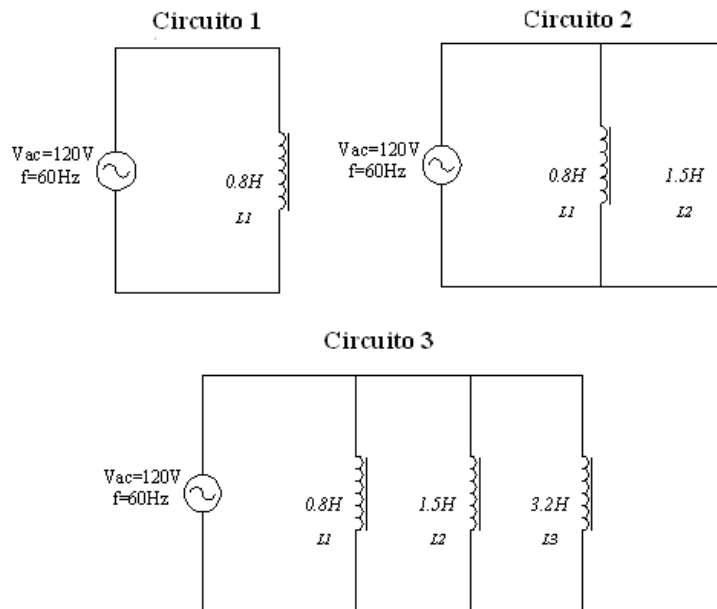 Circuito 1
Vac=120V
f=60Hz
0.8H
L1
Circuito 2
Vac=120V
f=60Hz
0.8H
L1
1.5H
L2
Circuito 3
Vac=120V
f=60Hz
0.8H
L1
1.5H
L2
3.2H
L3